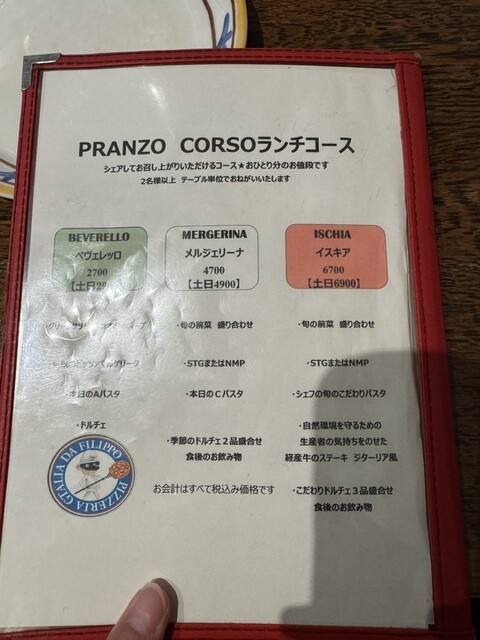 PRANZO CORSOランチコース
シェアしてお召し上がりいただけるコース★おひとり分のお値段です
2名様以上 テーブル単位でおねがいいたします
BEVERELLO
ベヴェレッロ
2700
【土日29
・本日のAパスタ
・ドルチェ
MERGERINA
メルジェリーナ
4700
【土日4900】
・旬の前菜 盛り合わせ
・STGまたはNMP
・本日のCパスタ
・季節のドルチェ2品盛合せ
食後のお飲み物
ISCHIA
イスキア
6700
【土日6900】
・旬の前菜 盛り合わせ
・STGまたはNMP
・シェフの旬のこだわりパスタ
・自然環境を守るための
生産者の気持ちをのせた
経産牛のステーキ ジターリア風
・こだわりドルチェ3品盛合せ
食後のお飲み物
お会計はすべて税込み価格です
PIZZERIA GTALIA DA FILIPPO